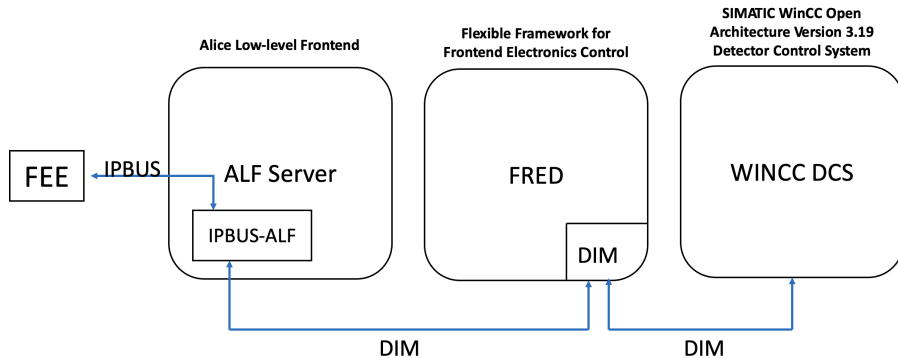 Alice Low-level Frontend
Flexible Framework for
Frontend Electronics Control
SIMATIC WinCC Open
Architecture Version 3.19
Detector Control System
FEE
IPBUS
ALF Server
IPBUS-ALF
FRED
DIM
WINCC DCS
DIM
DIM